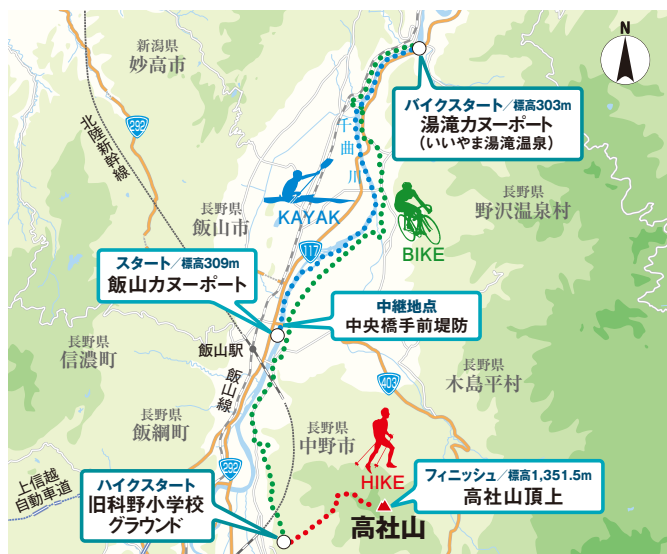 新潟県
妙高市
292
北陸新幹線
N
バイクスタート/標高303m
湯滝カヌーポート
(いいやま湯滝温泉)
千曲川
KAYAK
長野県
飯山市
長野県
野沢温泉村
BIKE
117
スタート/標高309m
飯山カヌーポート
中継地点
中央橋手前堤防
長野県
信濃町
飯山駅
飯山線
403
長野県
木島平村
長野県
飯綱町
長野県
中野市
HIKE
フィニッシュ/標高1,351.5m
高社山頂上
高社山
上信越
自動車道
292
ハイクスタート
旧科野小学校
グラウンド